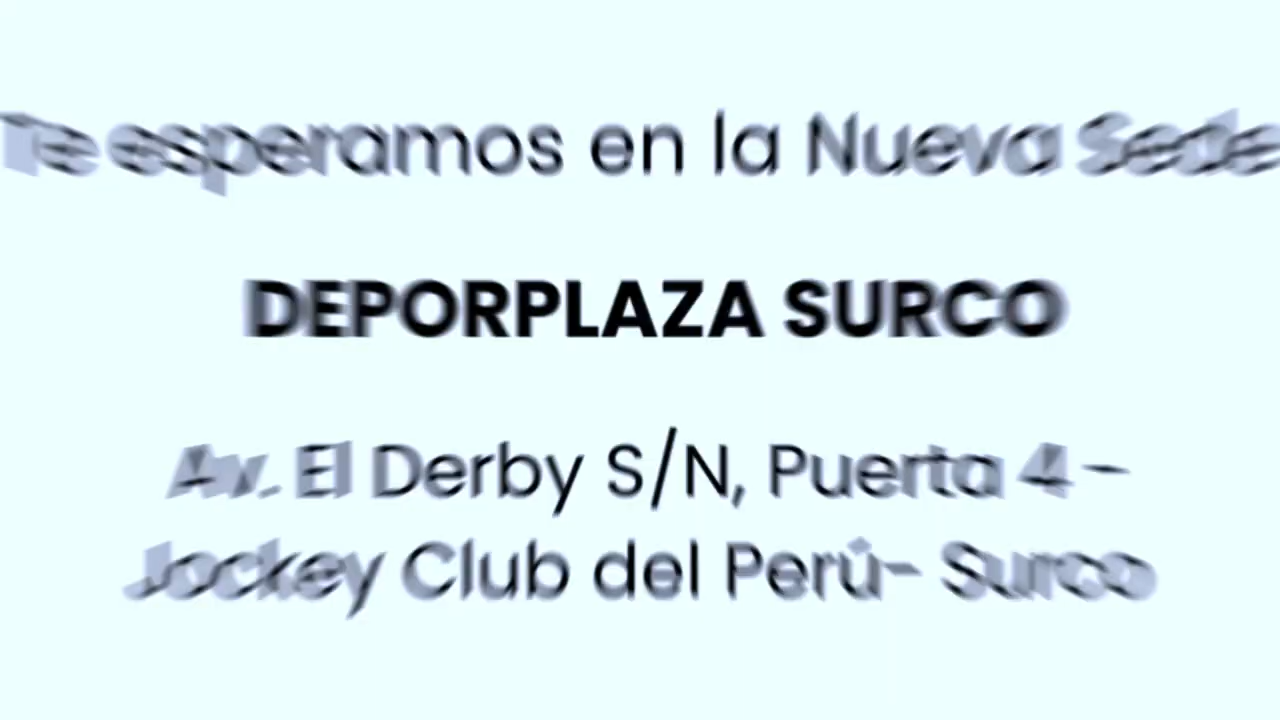 Te esperamos en la Nueva Sede
DEPORPLAZA SURCO
Av. El Derby S/N, Puerta 4 –
Jockey Club del Perú- Surco